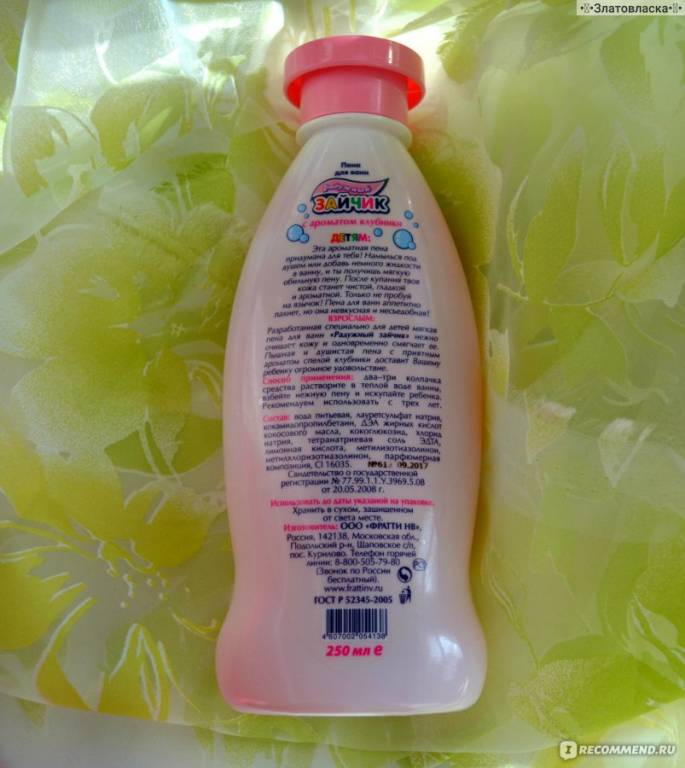 •Златовласка•
Пена
для ванн
Радужный
ЗАЙЧИК
с ароматом клубники
ДЕТЯМ:
Эта ароматная пена
придумана для тебя! Намылься под
душем или добавь немного жидкости
в ванну, и ты получишь мягкую
обильную пену. После купания твоя
кожа станет чистой, гладкой
и ароматной. Только не пробуй
на язычок! Пена для ванн аппетитно
пахнет, но она невкусная и несъедобная!
ВЗРОСЛЫМ:
Разработанная специально для детей мягкая
пена для ванн «Радужный зайчик» нежно
очищает кожу и одновременно смягчает ее.
Пышная и душистая пена с приятным
ароматом спелой клубники доставит Вашему
ребенку огромное удовольствие.
Способ применения: два-три колпачка
средства растворите в теплой воде ванны,
взбейте нежную пену и искупайте ребенка.
Рекомендуем использовать с трех лет.
Состав: вода питьевая, лауретсульфат натрия,
кокамидопропилбетаин, ДЭА жирных кислот
кокосового масла, кокоглюкозид, хлорид
натрия, тетранатриевая соль ЭДТА,
лимонная кислота, метилизотиазолинон,
метилхлоризотиазолинон, парфюмерная
композиция, CI 16035. 09.2017
Свидетельство о государственной
регистрации № 77.99.1.1.У.3969.5.08
от 20.05.2008 г.
Использовать до даты указанной на упаковке.
Хранить в сухом, защищенном
от света месте.
Изготовитель: ООО «ФРАТТИ НВ»,
Россия, 142138, Московская обл.,
Подольский р-н, Щаповское с/п,
пос. Курилово. Телефон горячей
линии: 8-800-505-79-80
(Звонок по России
бесплатный).
www.frattinv.ru
ГОСТ Р 52345-2005
4607002054138
250 мл е
IRECOMMEND.RU